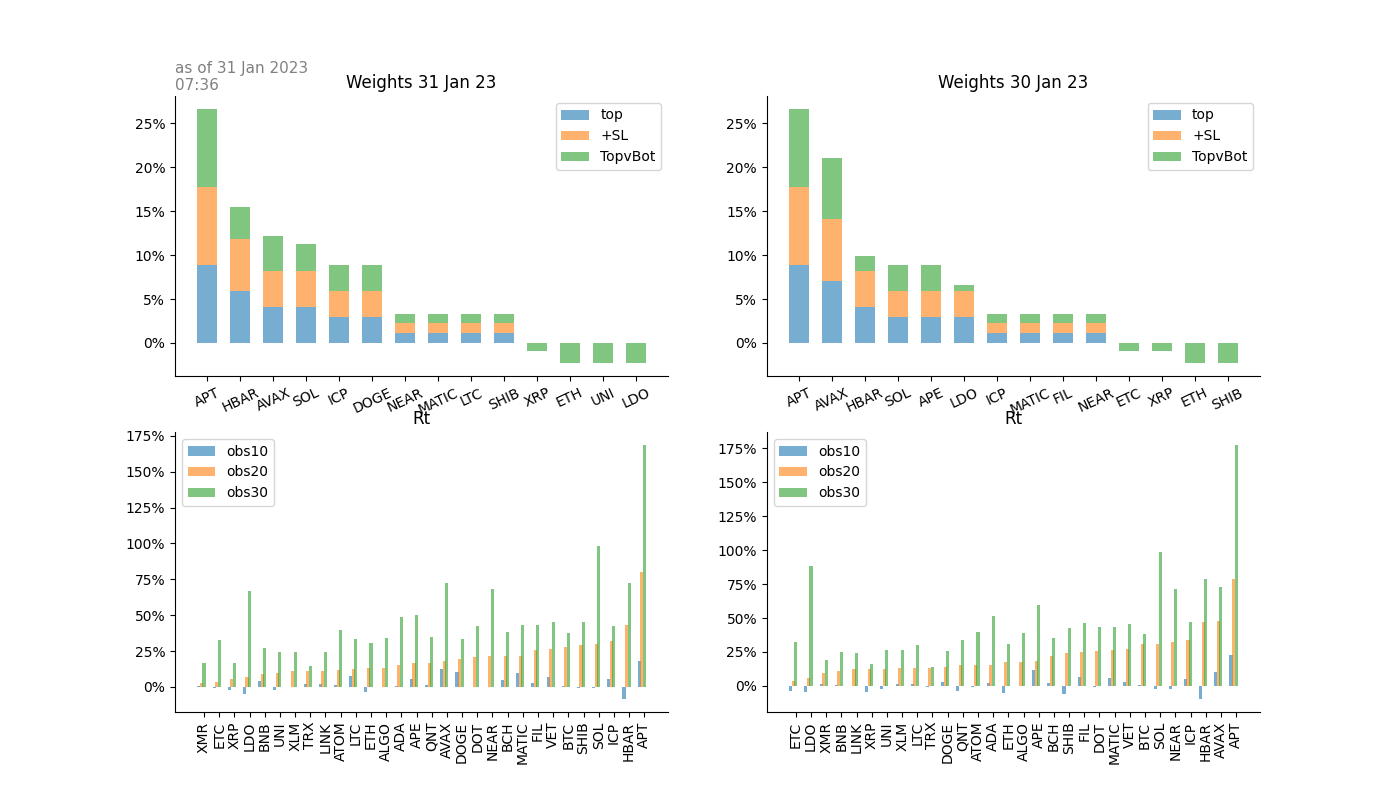 as of 31 Jan 2023
07:36
Weights 31 Jan 23
25%
20%
15%
10%
5%
0%
top
+SL
TopvBot
APT HBAR AVAX SOL ICP DOGE NEAR MATIC LTC SHIB XRP ETH UNI LDO
Weights 30 Jan 23
25%
20%
15%
10%
5%
0%
top
+SL
TopvBot
APT AVAX HBAR SOL APE LDO ICP MATIC FIL NEAR ETC XRP ETH SHIB
Rt
175%
150%
125%
100%
75%
50%
25%
0%
obs10
obs20
obs30
XMR ETC XRP LDO BNB UNI XLM TRX LINK ATOM LTC ETH ALGO ADA APE QNT AVAX DOGE DOT NEAR BCH MATIC FIL VET BTC SHIB SOL ICP HBAR APT
Rt
175%
150%
125%
100%
75%
50%
25%
0%
obs10
obs20
obs30
ETC LDO XMR BNB LINK XRP UNI XLM LTC TRX DOGE QNT ATOM ADA ETH ALGO APE BCH SHIB FIL DOT MATIC VET BTC SOL NEAR ICP HBAR AVAX APT